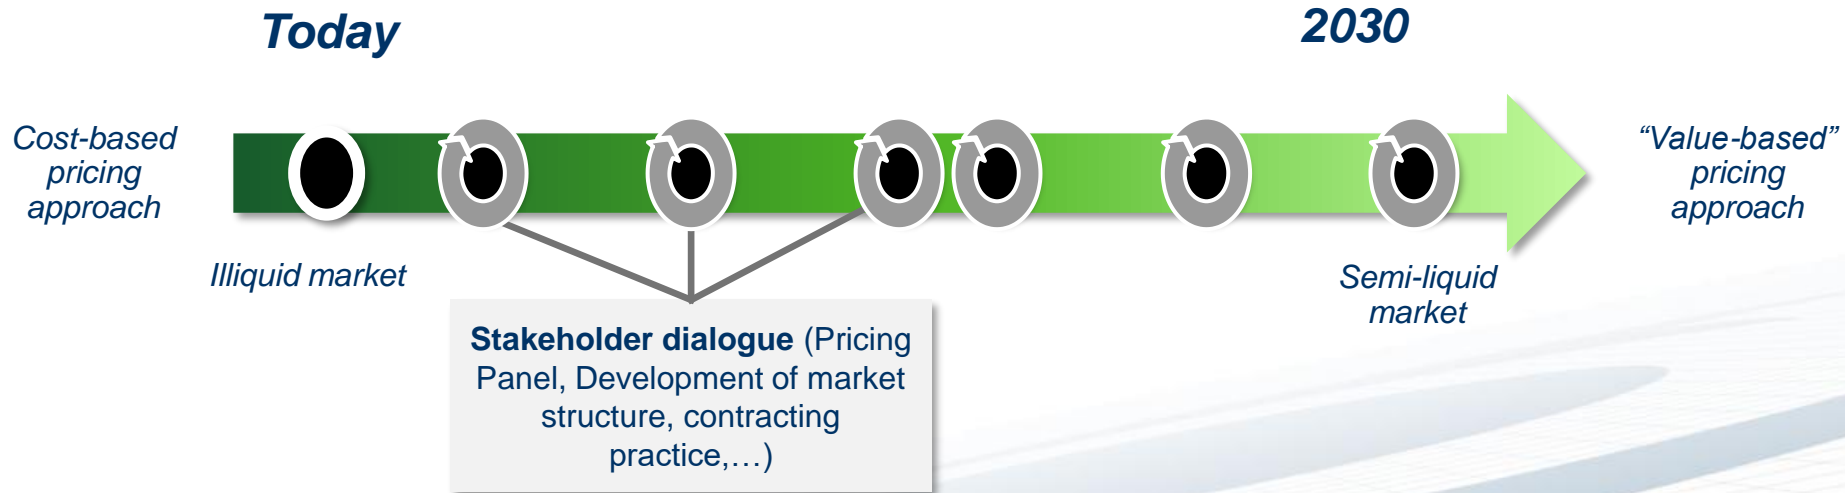 Today
2030
Cost-based
pricing
approach
“Value-based”
pricing
approach
Illiquid market
Semi-liquid
market
Stakeholder dialogue (Pricing
Panel, Development of market
structure, contracting
practice,…)